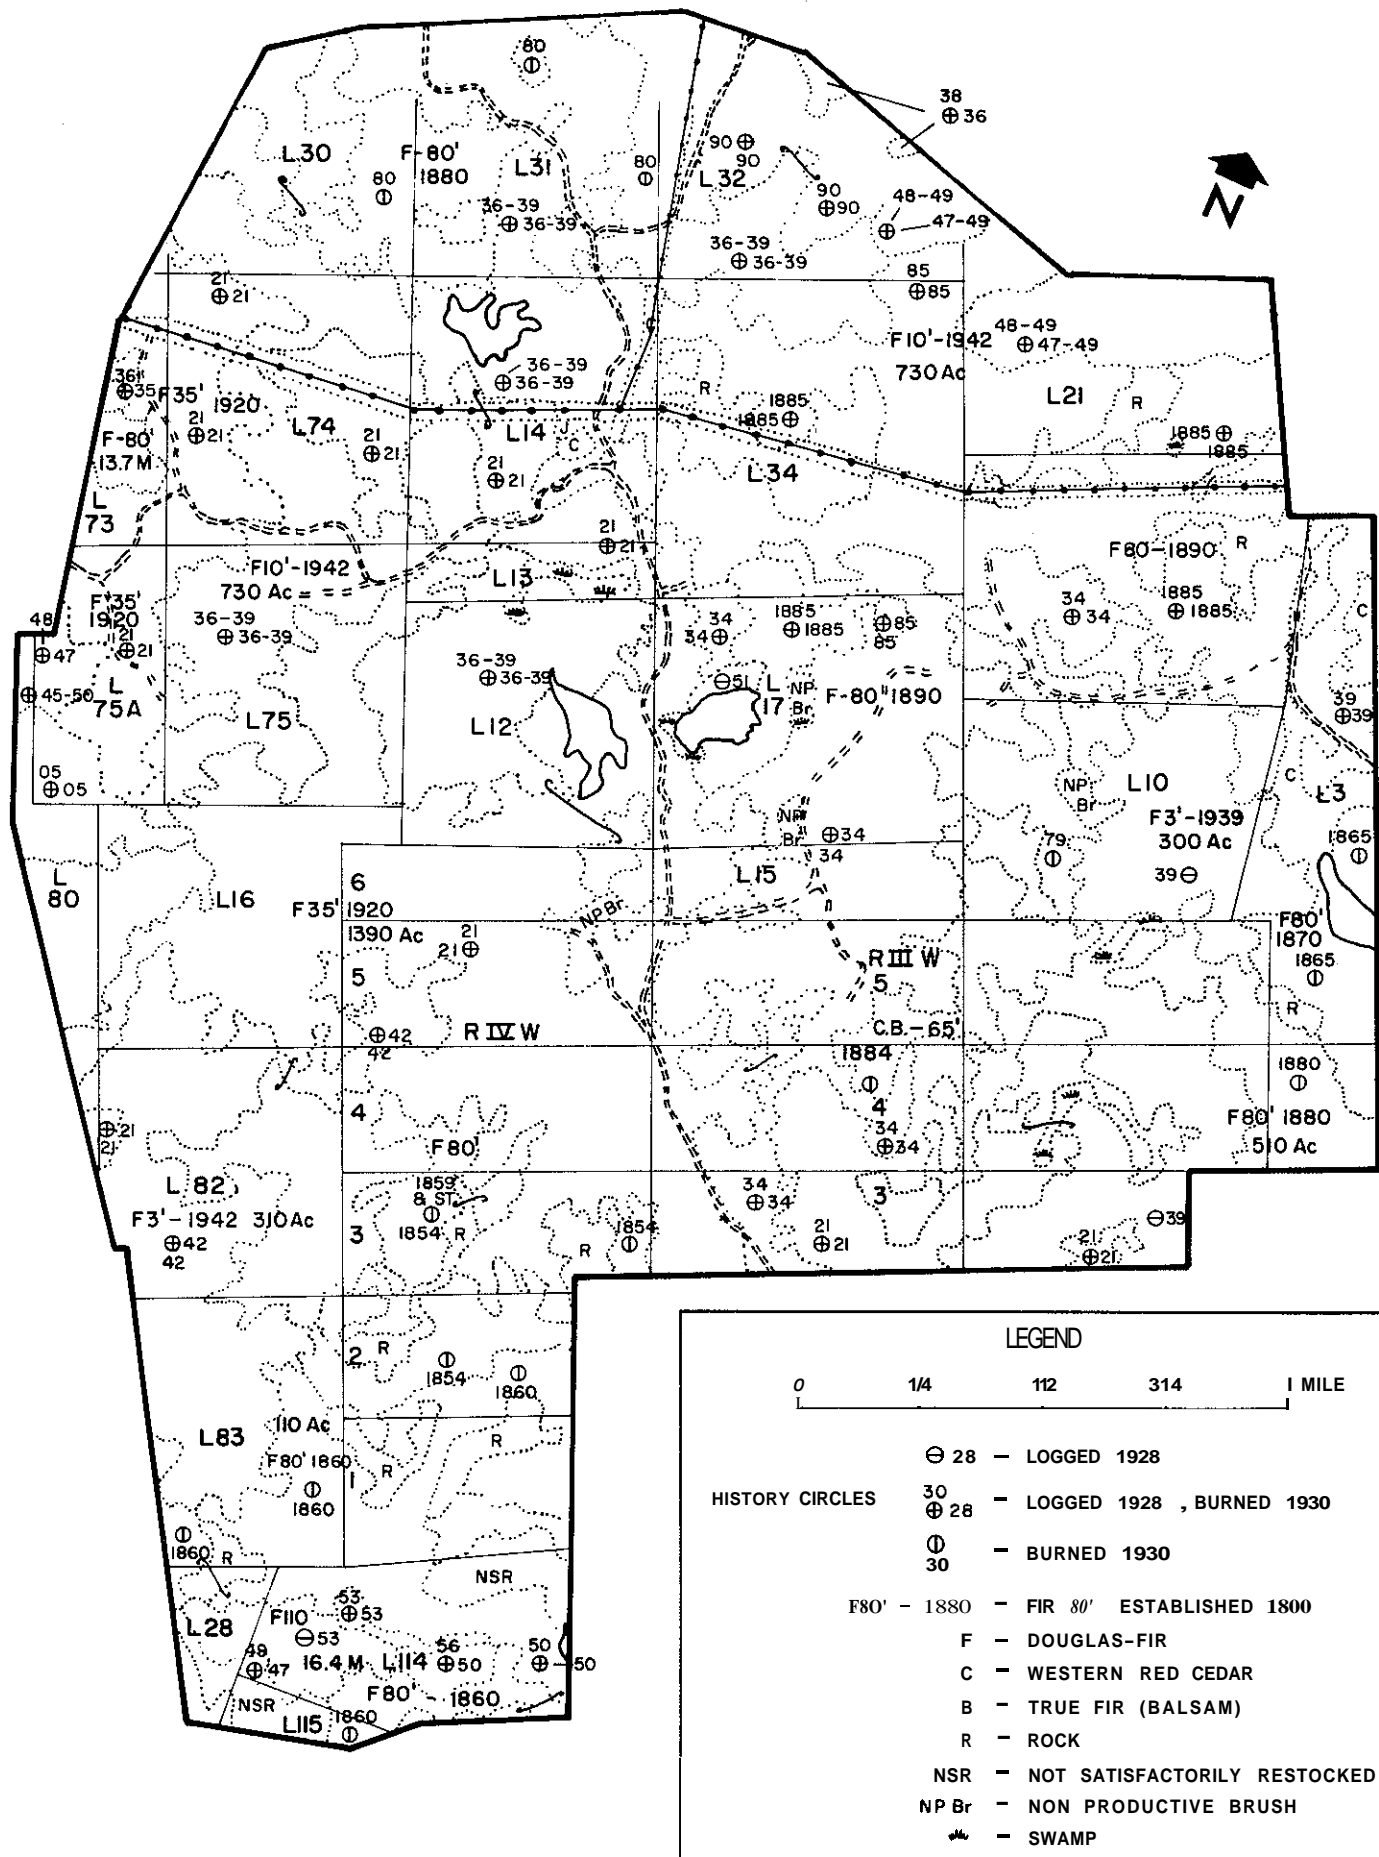 80
38
36
L30
F-80'
1880
L31
80
80
90
90
L32
90
90
48-49
47-49
36-39
36-39
36-39
36-39
N
21
21
85
85
F10'-1942
730 Ac
48-49
47-49
C
36-39
36-39
36
35
F35'
1920
L74
R
L21
R
F-80'
13.7M
21
21
21
21
L14
C
1885
1885
1885
1885
21
21
L34
L
73
21
21
F10'-1942
730 Ac
L13
F80-1890
R
F'35'
1920
48
47
21
21
36-39
36-39
34
34
1885
1885
85
85
34
34
1885
1885
C
45-50
L
75A
L75
36-39
36-39
L12
51
L
17
NP
Br
F-80' 1890
39
39
05
05
NP
Br
L10
C
L3
F3'-1939
300 Ac
NP
Br
34
34
79
39
1865
L
80
L16
6
F35' 1920
1390 Ac
NPBr
L15
F80'
1870
1865
21
21
5
R III W
5
R
42
42
R IV W
C.B.-65'
1884
1880
4
4
F80' 1880
510 Ac
21
21
F80'
34
34
L 82
F3'-1942 310Ac
42
42
1859
& ST.
1854
R
3
1854
R
34
34
3
21
21
39
21
21
2
R
1854
1860
L83
110 Ac
F80' 1860
1860
R
R
1
1860
R
NSR
L28
F110
53
53
53
16.4 M
49
47
56
50
L114
50
50
F80' - 1860
NSR
L115
1860
LEGEND
0 1/4 112 314 I MILE
28 - LOGGED 1928
HISTORY CIRCLES
30
28 - LOGGED 1928 , BURNED 1930
30 - BURNED 1930
F80' - 1880 - FIR 80' ESTABLISHED 1800
F - DOUGLAS-FIR
C - WESTERN RED CEDAR
B - TRUE FIR (BALSAM)
R - ROCK
NSR - NOT SATISFACTORILY RESTOCKED
NP Br - NON PRODUCTIVE BRUSH
- SWAMP